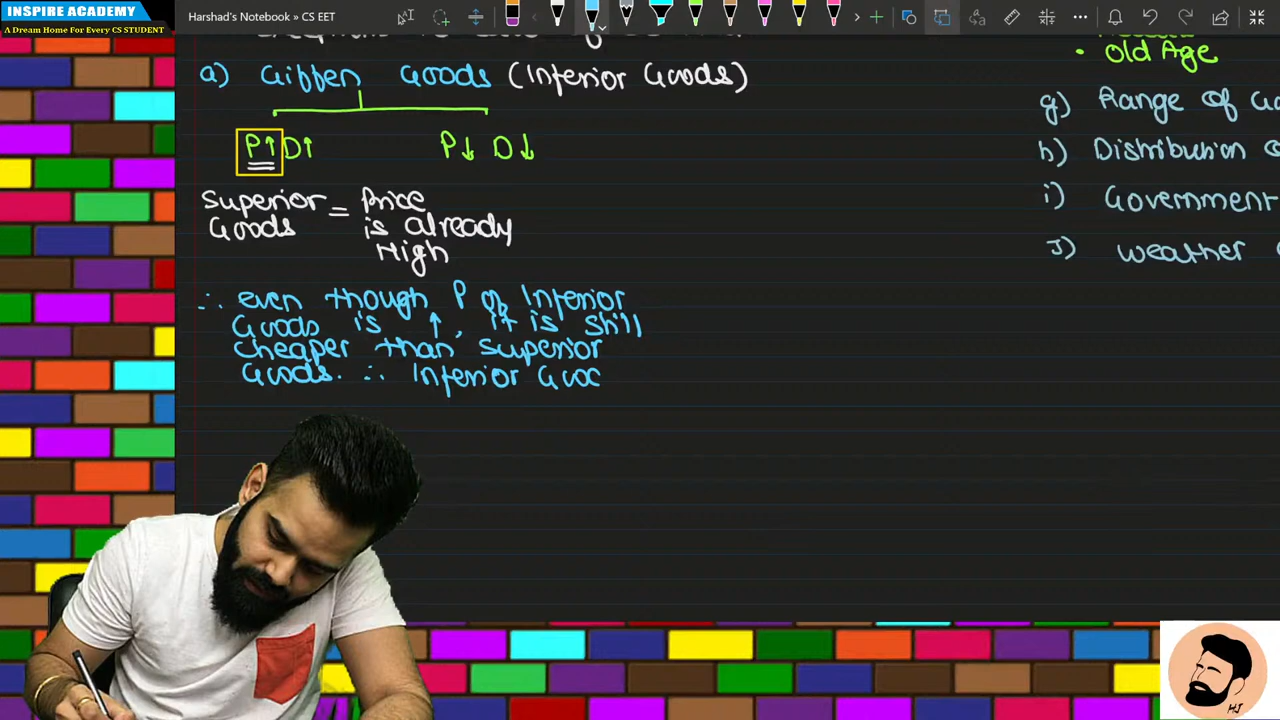 INSPIRE ACADEMY
A Dream Home For Every CS STUDENT
Harshad's Notebook » CS EET
a) Giffen Goods (Inferior Goods)
P↑ D↑ P↓ D↓
Superior Goods = Price is already High
∴ even though P of Inferior
Goods is ↑, it is still
cheaper than superior
Goods. ∴ Inferior Goo
• Old Age
g) Range of Go
h) Distribution o
i) Government
J) Weather
HJ